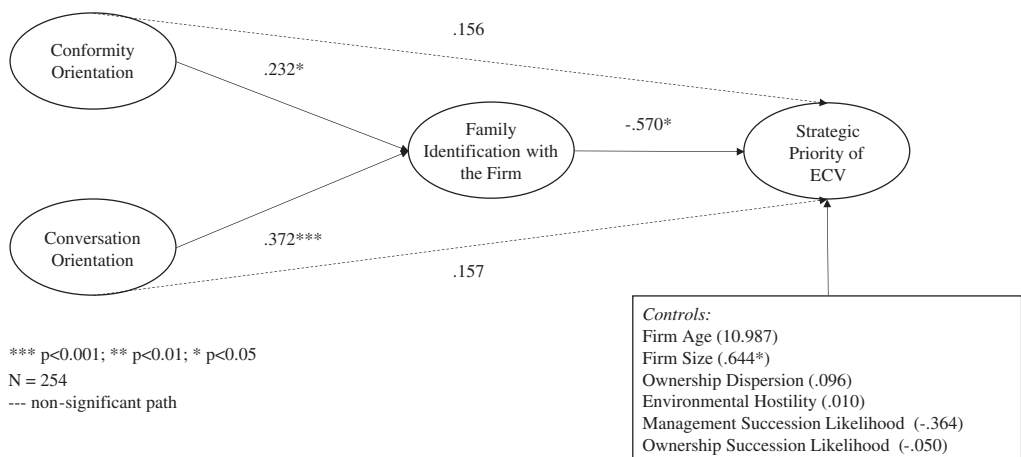 Conformity
Orientation
.156
.232*
Family
Identification with
the Firm
-.570*
Strategic
Priority of
ECV
Conversation
Orientation
.372***
.157
*** p<0.001; ** p<0.01; * p<0.05
N = 254
--- non-significant path
Controls:
Firm Age (10.987)
Firm Size (.644*)
Ownership Dispersion (.096)
Environmental Hostility (.010)
Management Succession Likelihood (-.364)
Ownership Succession Likelihood (-.050)